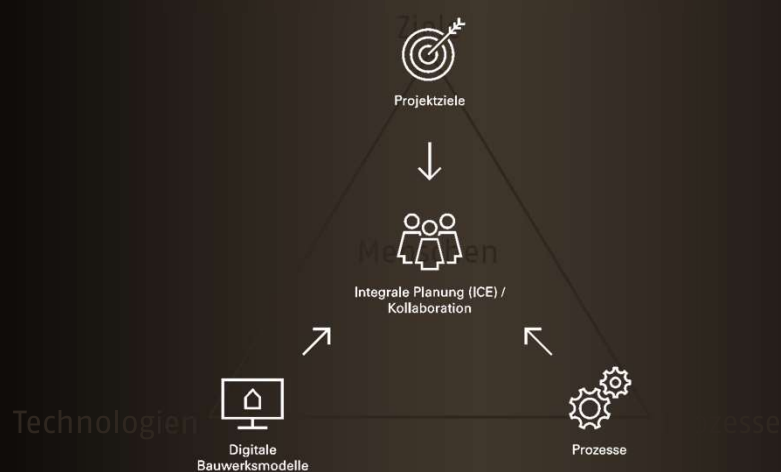 Ziele
Projektziele
Menschen
Integrale Planung (ICE) /
Kollaboration
Technologien
Prozesse
Digitale
Bauwerksmodelle
Prozesse